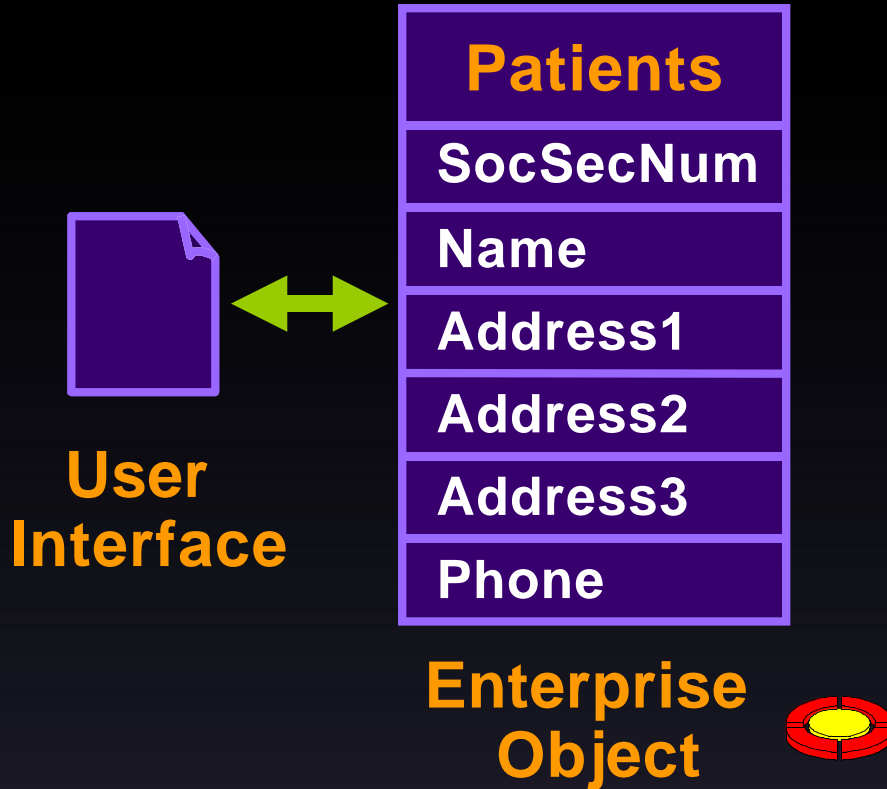 Patients
SocSecNum
Name
Address1
Address2
Address3
Phone
User
Interface
Enterprise
Object